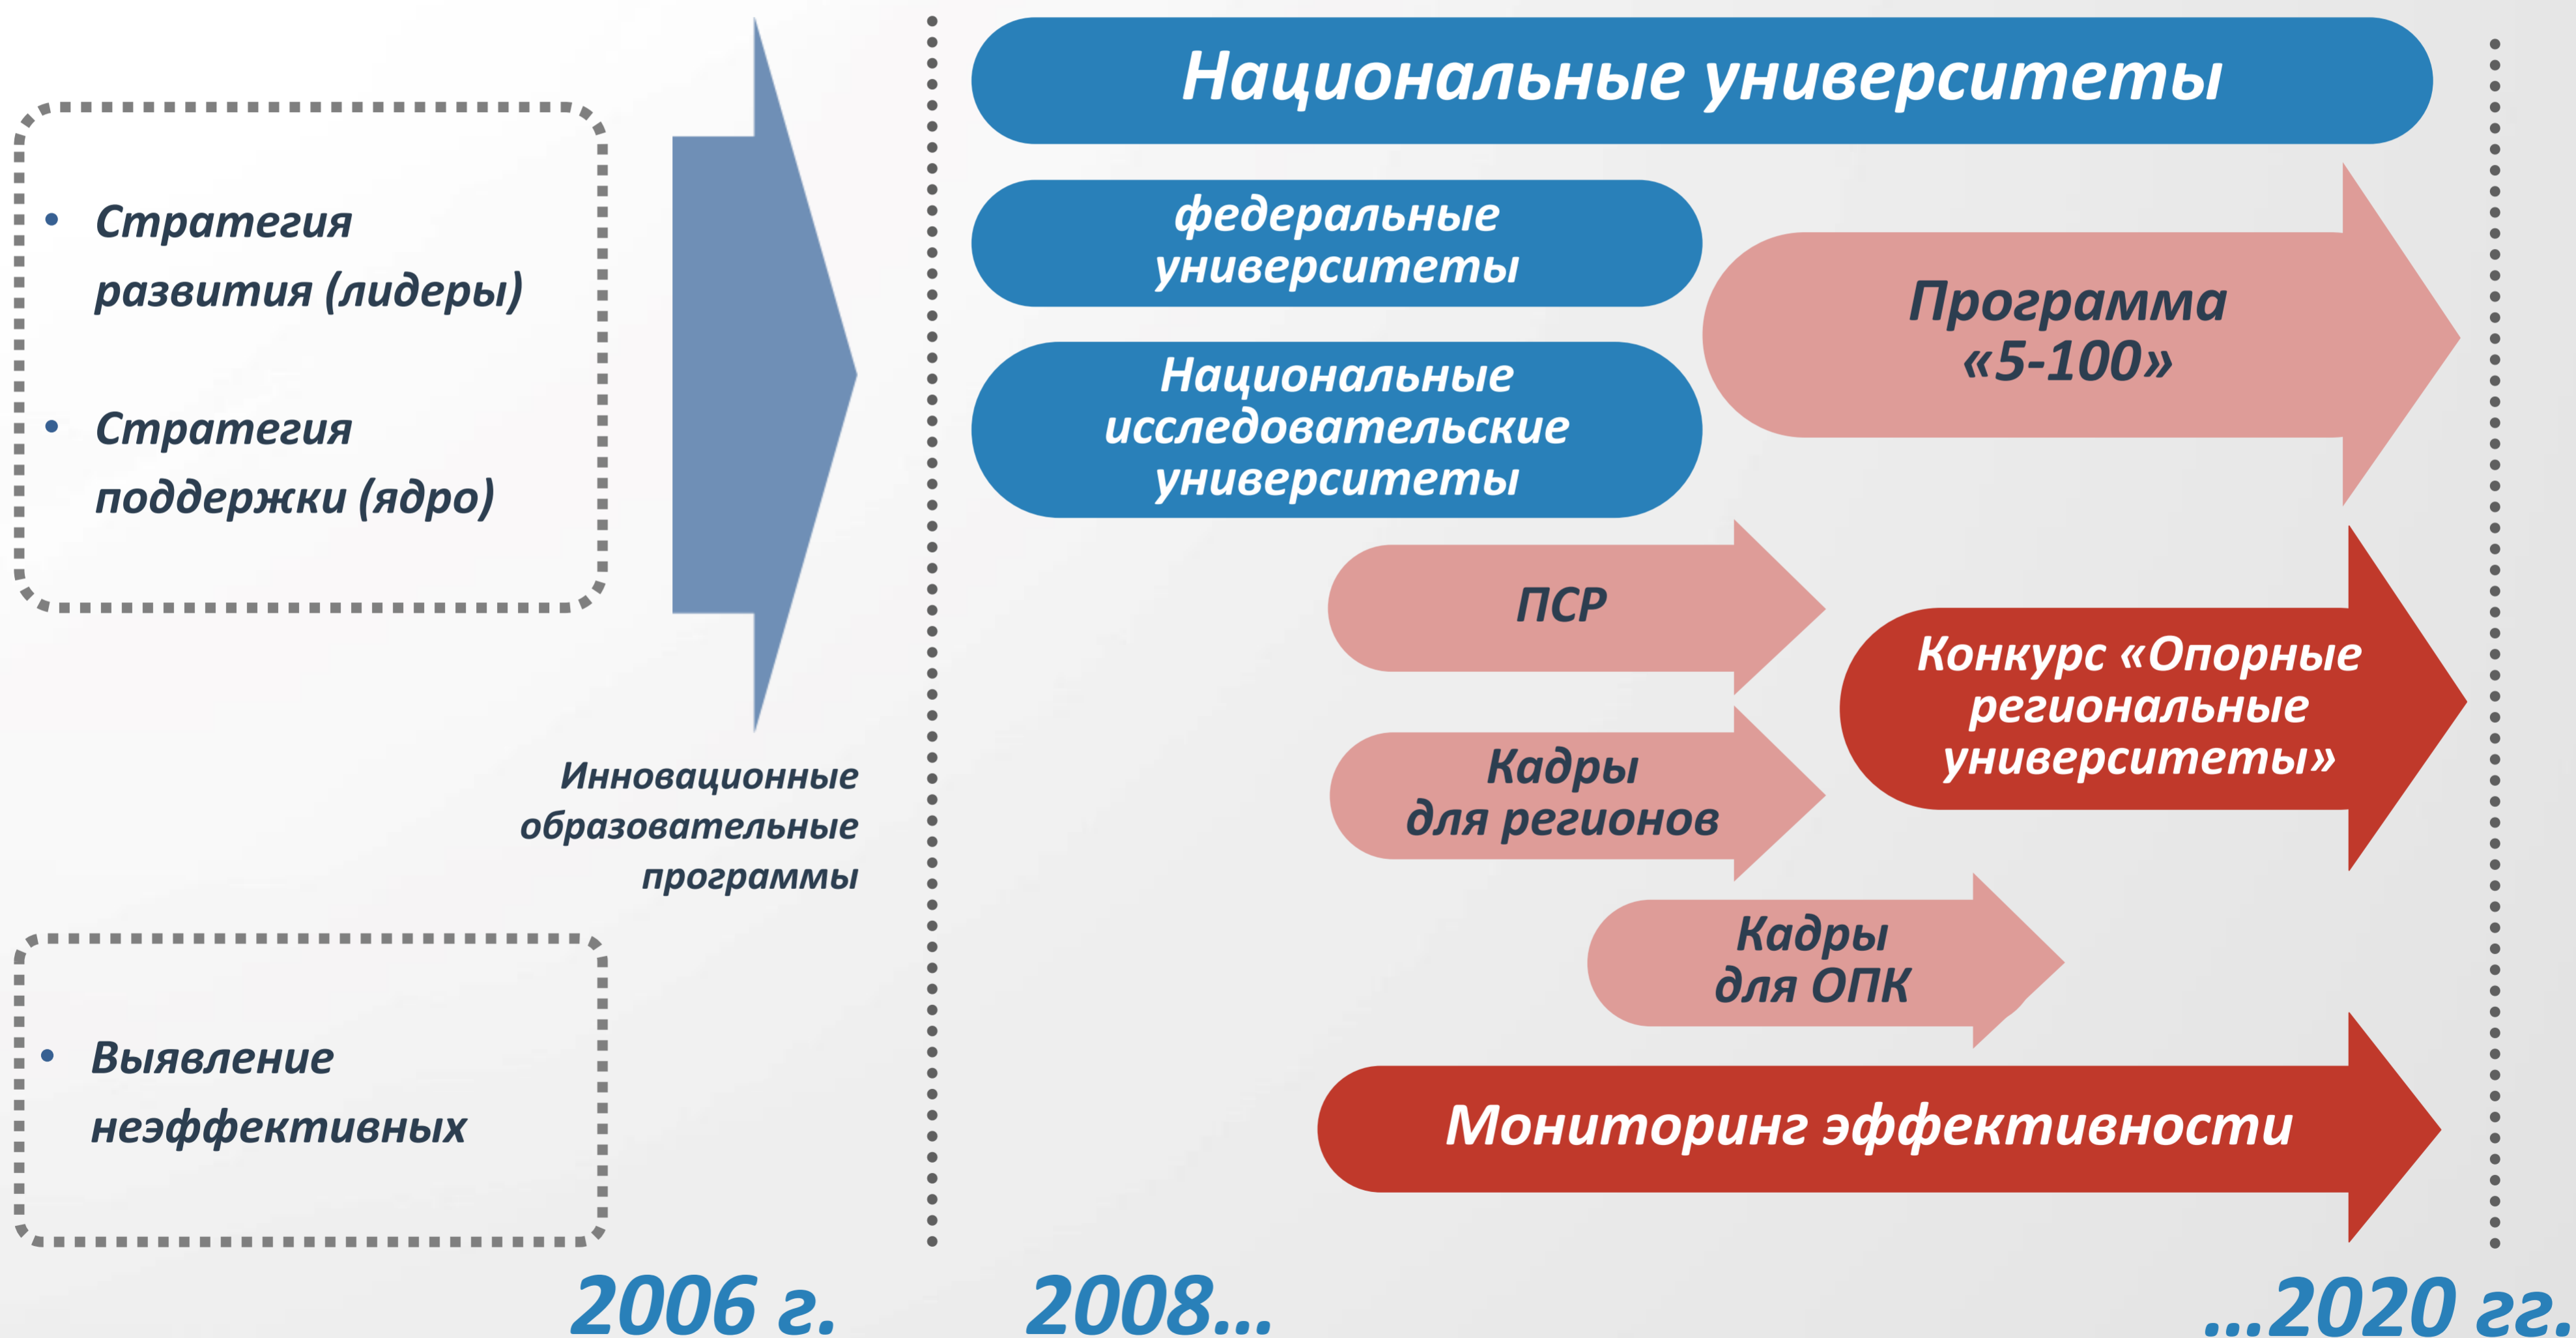 • Стратегия
развития (лидеры)
• Стратегия
поддержки (ядро)
Инновационные
образовательные
программы
• Выявление
неэффективных
Национальные университеты
федеральные
университеты
Национальные
исследовательские
университеты
Программа
«5-100»
ПСР
Кадры
для регионов
Конкурс «Опорные
региональные
университеты»
Кадры
для ОПК
Мониторинг эффективности
2006 г.
2008...
...2020 гг.